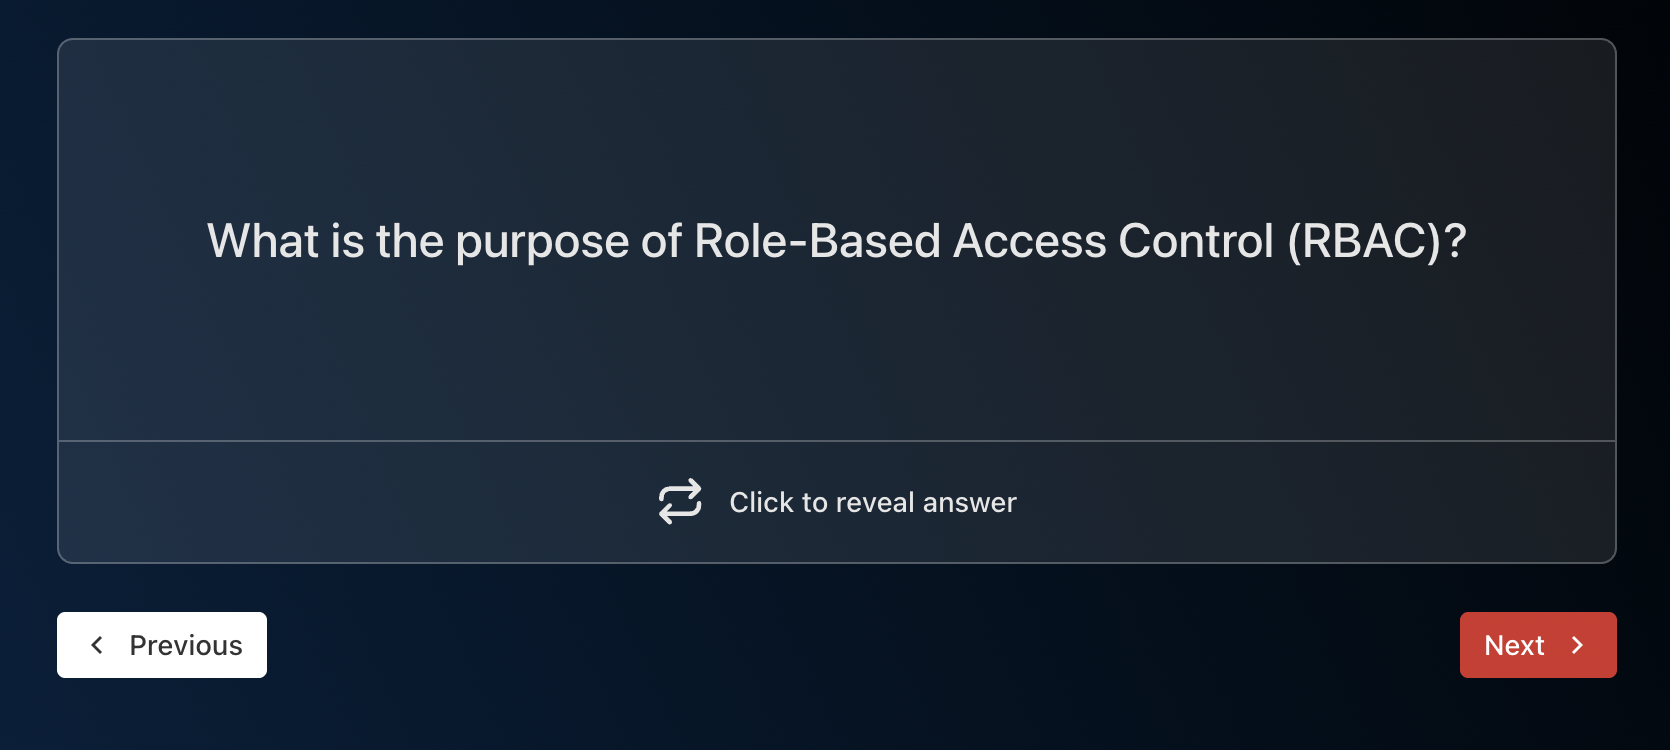 What is the purpose of Role-Based Access Control (RBAC)?
Click to reveal answer
Previous
Next